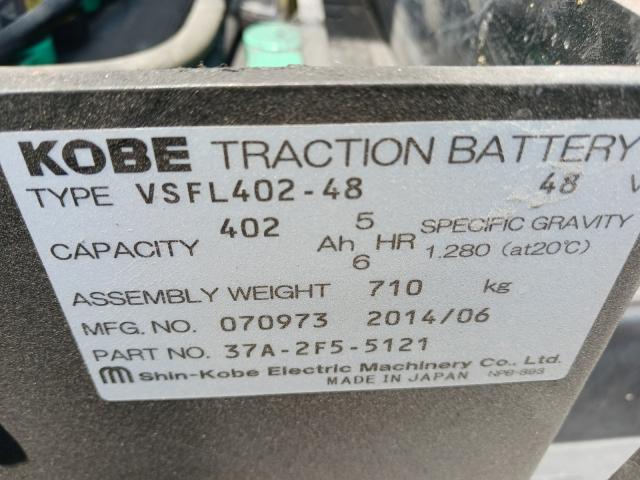 KOBE TRACTION BATTERY
TYPE VSFL402-48 48 V
CAPACITY 402 Ah 5 HR SPECIFIC GRAVITY
6 1.280 (at20℃)
ASSEMBLY WEIGHT 710 kg
MFG. NO. 070973 2014/06
PART NO. 37A-2F5-5121
Shin-Kobe Electric Machinery Co., Ltd.
MADE IN JAPAN NPB-393